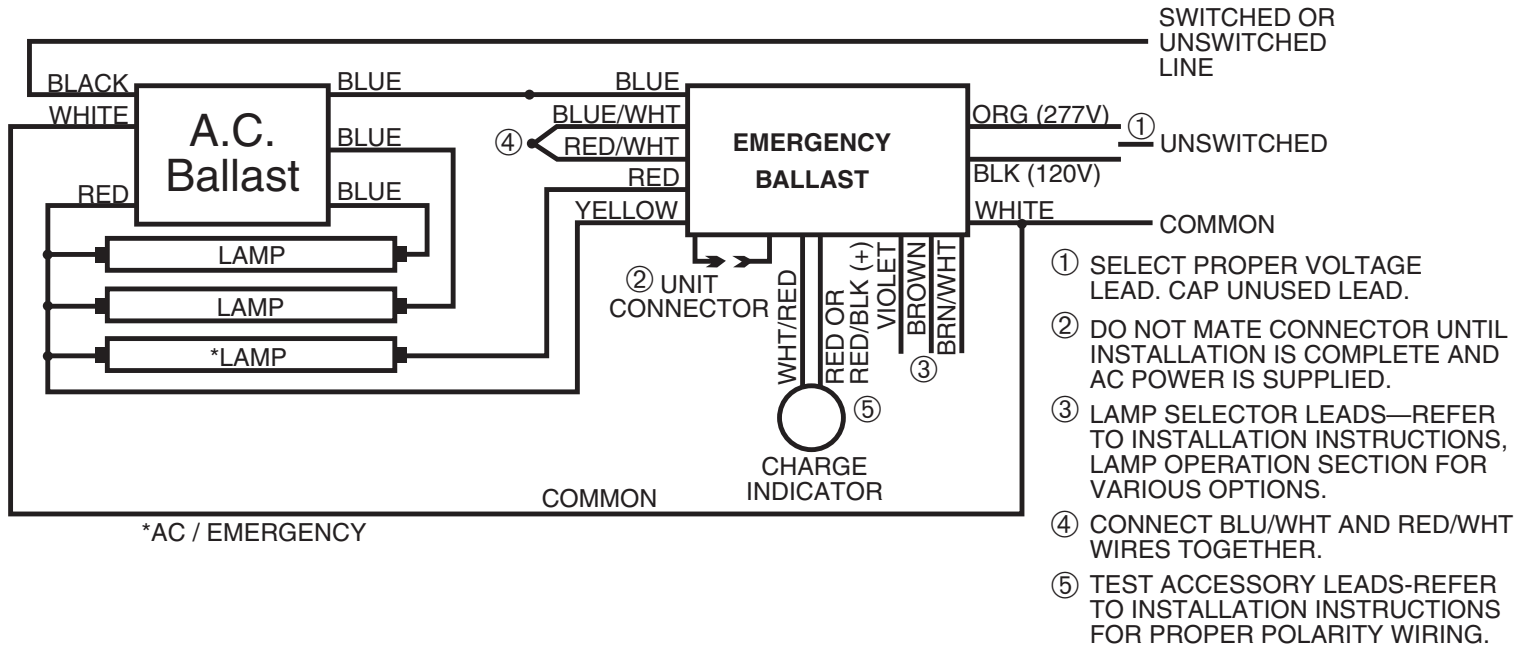 SWITCHED OR
UNSWITCHED
LINE
BLACK
WHITE
RED
A.C.
Ballast
BLUE
BLUE
BLUE
BLUE
BLUE/WHT
④
RED/WHT
RED
YELLOW
EMERGENCY
BALLAST
ORG (277V)
①
UNSWITCHED
BLK (120V)
WHITE
COMMON
LAMP
LAMP
*LAMP
② UNIT
CONNECTOR
WHT/RED
RED OR
RED/BLK (+)
VIOLET
BROWN
BRN/WHT
③
⑤
CHARGE
INDICATOR
COMMON
*AC / EMERGENCY
① SELECT PROPER VOLTAGE
LEAD. CAP UNUSED LEAD.
② DO NOT MATE CONNECTOR UNTIL
INSTALLATION IS COMPLETE AND
AC POWER IS SUPPLIED.
③ LAMP SELECTOR LEADS—REFER
TO INSTALLATION INSTRUCTIONS,
LAMP OPERATION SECTION FOR
VARIOUS OPTIONS.
④ CONNECT BLU/WHT AND RED/WHT
WIRES TOGETHER.
⑤ TEST ACCESSORY LEADS-REFER
TO INSTALLATION INSTRUCTIONS
FOR PROPER POLARITY WIRING.